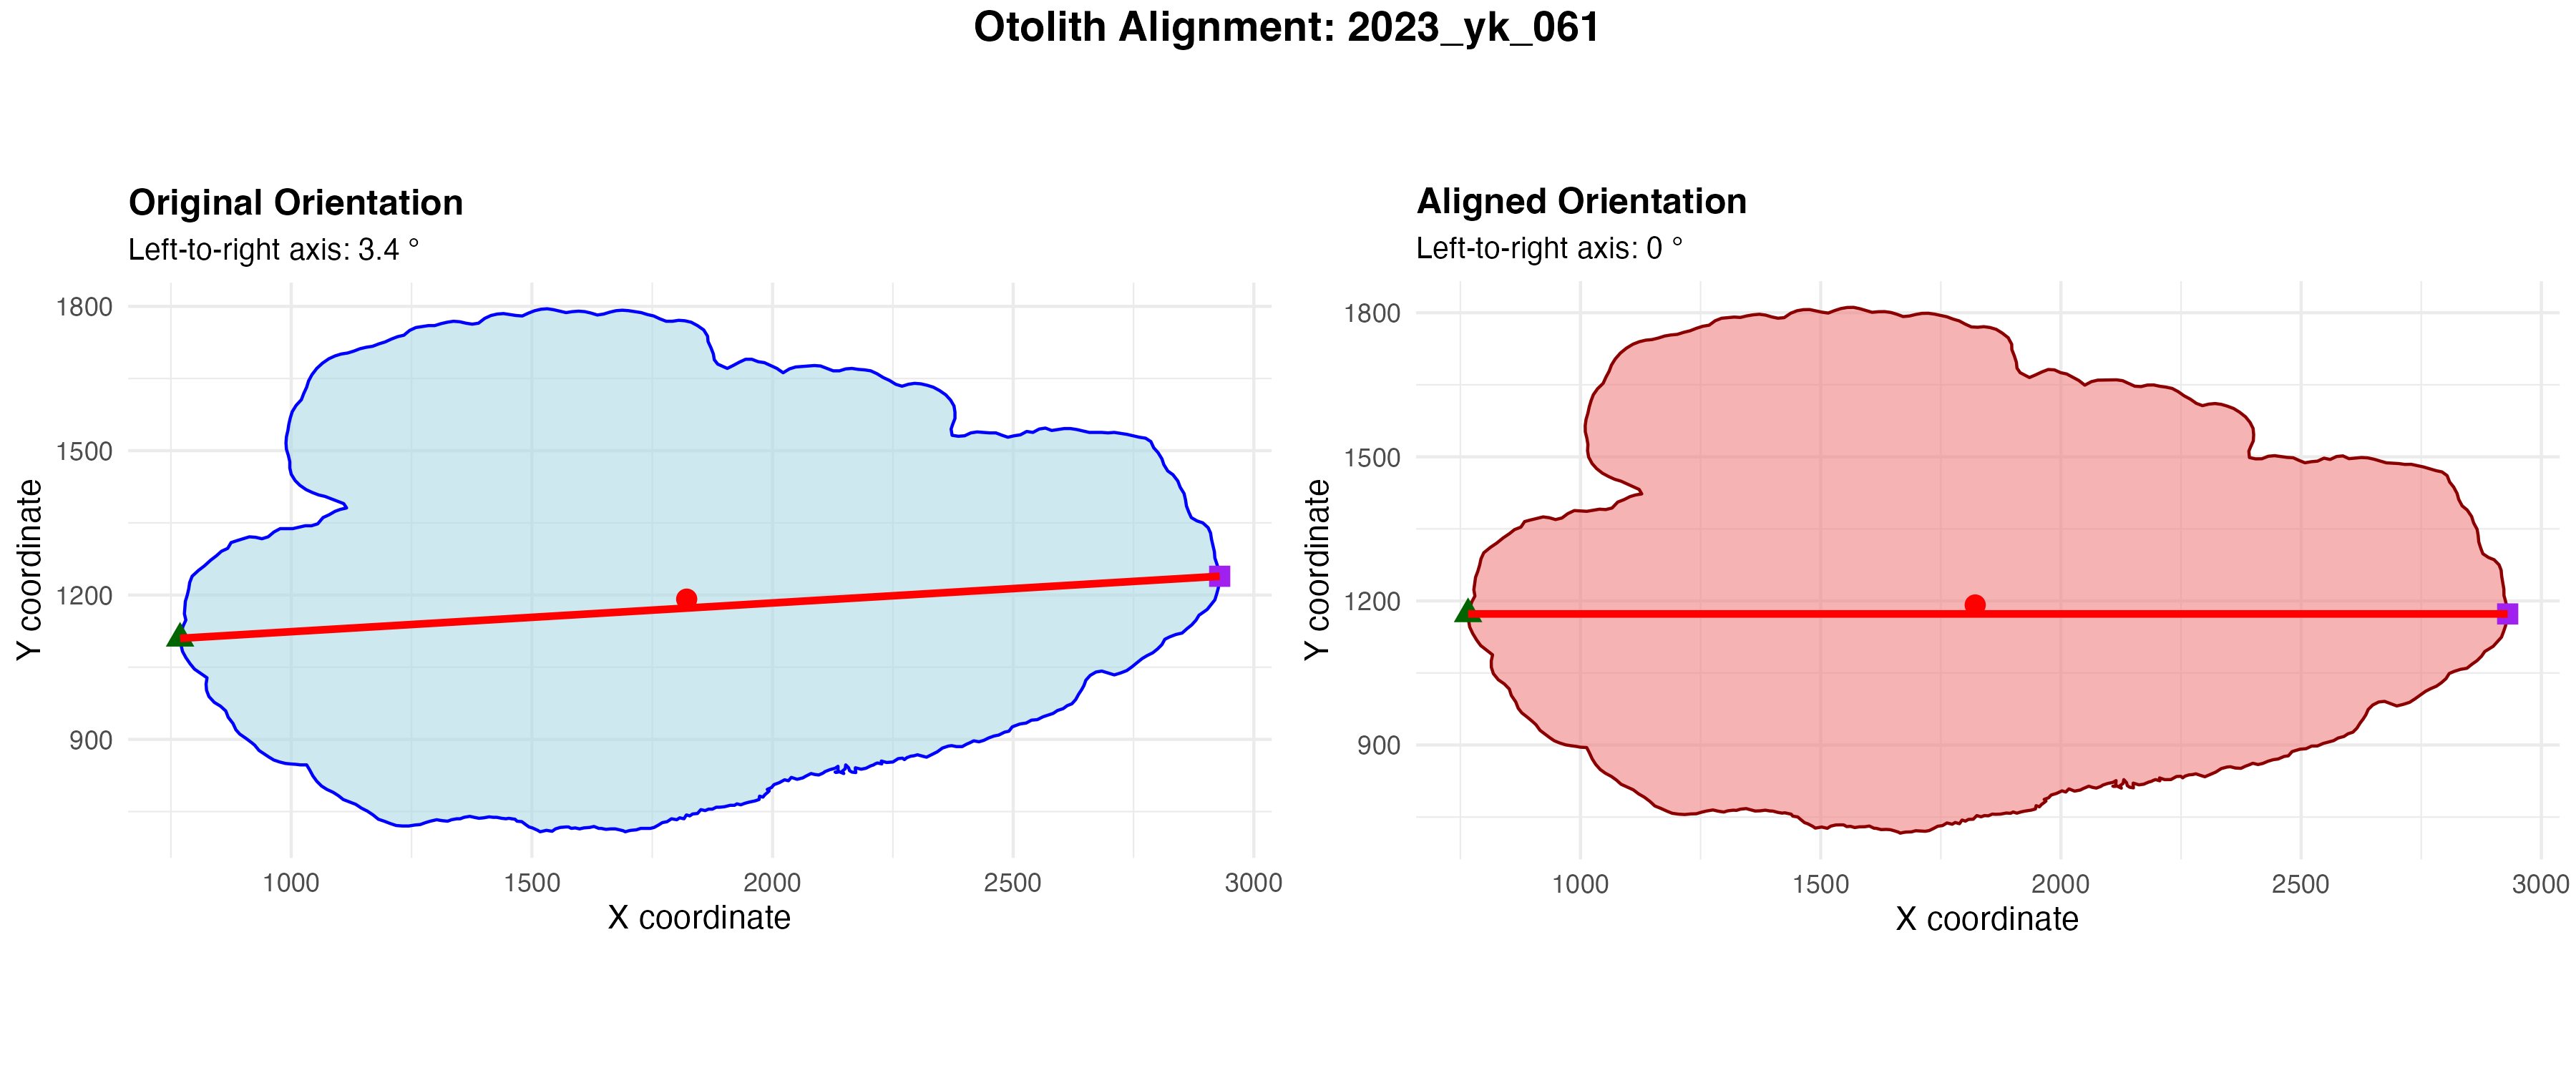 Otolith Alignment: 2023_yk_061
Original Orientation
Left-to-right axis: 3.4 °
1800
1500
1200
900
Y coordinate
1000 1500 2000 2500 3000
X coordinate
Aligned Orientation
Left-to-right axis: 0 °
1800
1500
1200
900
Y coordinate
1000 1500 2000 2500 3000
X coordinate